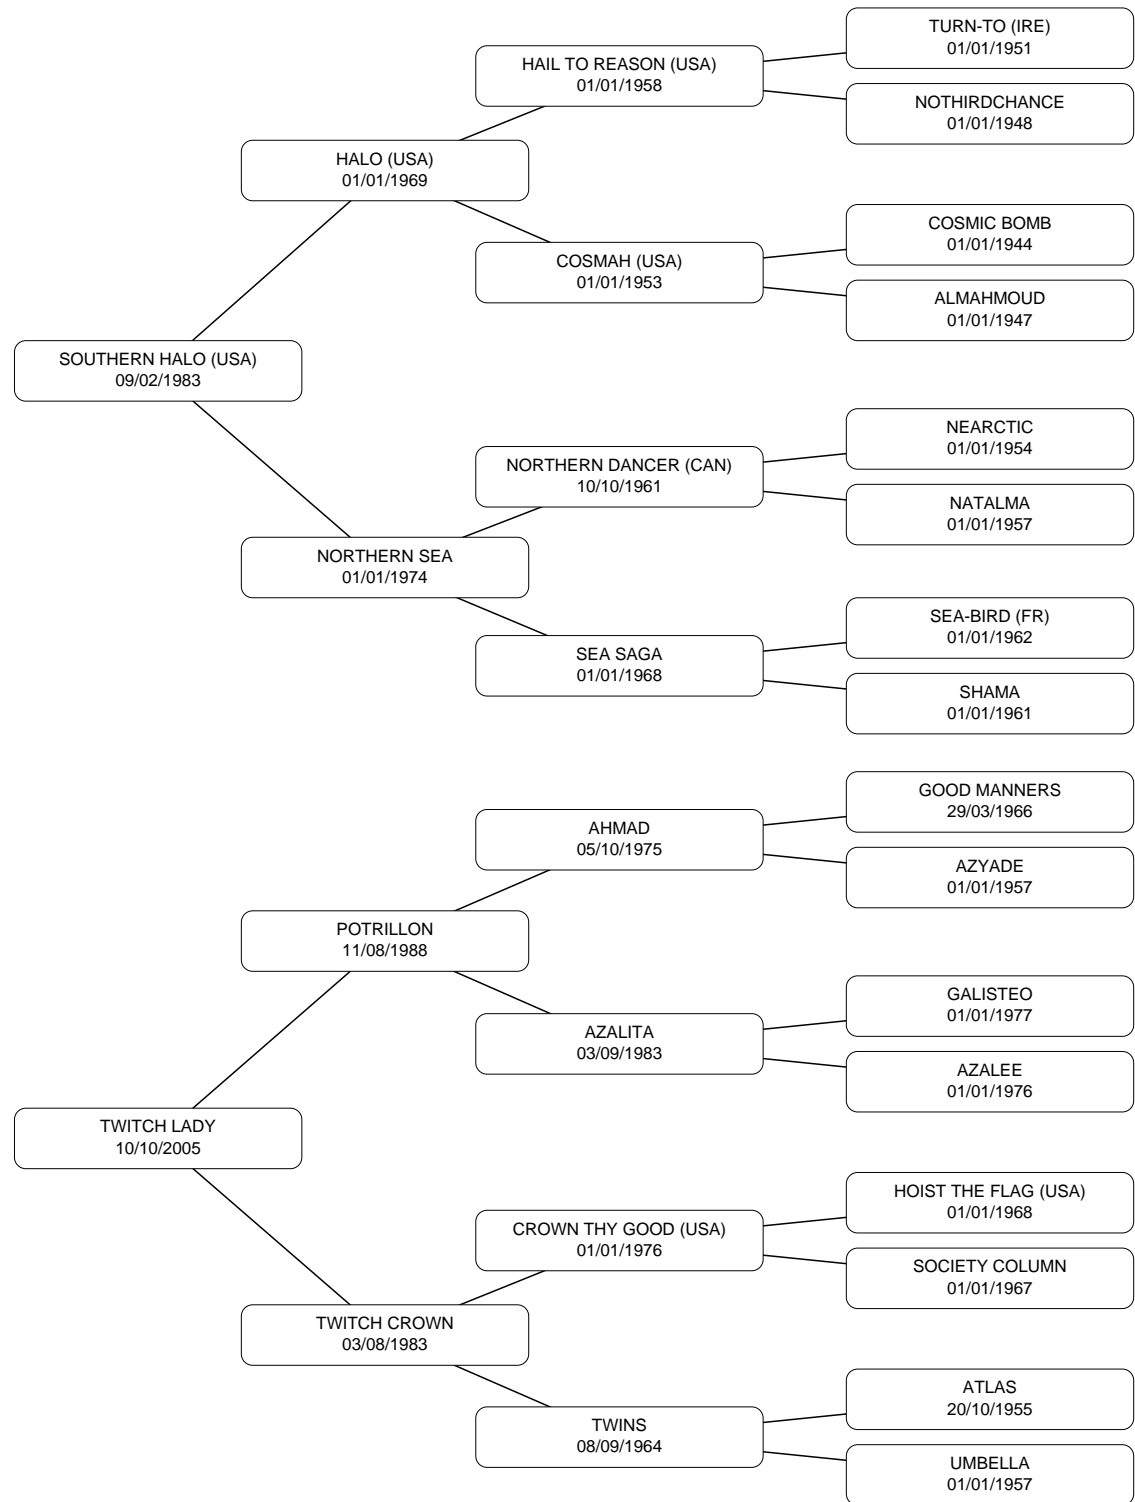 TURN-TO (IRE)
01/01/1951
HAIL TO REASON (USA)
01/01/1958
NOTHIRDCHANCE
01/01/1948
HALO (USA)
01/01/1969
COSMIC BOMB
01/01/1944
COSMAH (USA)
01/01/1953
ALMAHMOUD
01/01/1947
SOUTHERN HALO (USA)
09/02/1983
NEARCTIC
01/01/1954
NORTHERN DANCER (CAN)
10/10/1961
NATALMA
01/01/1957
NORTHERN SEA
01/01/1974
SEA-BIRD (FR)
01/01/1962
SEA SAGA
01/01/1968
SHAMA
01/01/1961
GOOD MANNERS
29/03/1966
AHMAD
05/10/1975
AZYADE
01/01/1957
POTRILLON
11/08/1988
GALISTEO
01/01/1977
AZALITA
03/09/1983
AZALEE
01/01/1976
TWITCH LADY
10/10/2005
HOIST THE FLAG (USA)
01/01/1968
CROWN THY GOOD (USA)
01/01/1976
SOCIETY COLUMN
01/01/1967
TWITCH CROWN
03/08/1983
ATLAS
20/10/1955
TWINS
08/09/1964
UMBELLA
01/01/1957